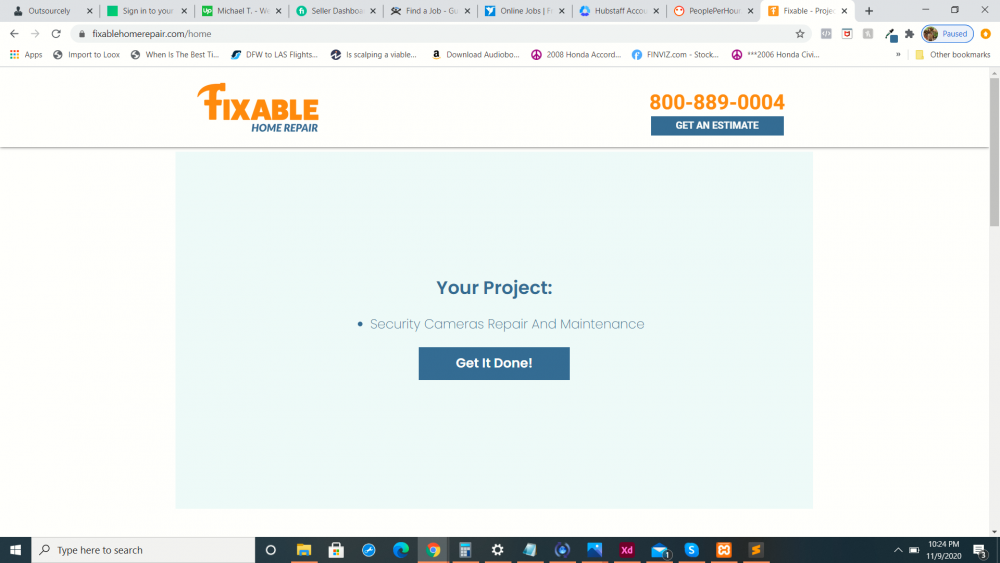 Outsourcely
Sign in to your
Up
Michael T. - We
Seller Dashboa
Find a Job - Gu
Online Jobs | Fr
Hubstaff Accou
PeoplePerHour
Fixable - Projec
fixablehomerepair.com/home
Paused
Apps
Import to Loox
When Is The Best Ti...
DFW to LAS Flights...
Is scalping a viable...
Download Audiobo...
2008 Honda Accord...
FINVIZ.com - Stock...
***2006 Honda Civi...
»
Other bookmarks
FIXABLE
HOME REPAIR
800-889-0004
GET AN ESTIMATE
Your Project:
Security Cameras Repair And Maintenance
Get It Done!
Type here to search
Xd
1
10:24 PM
11/9/2020
3